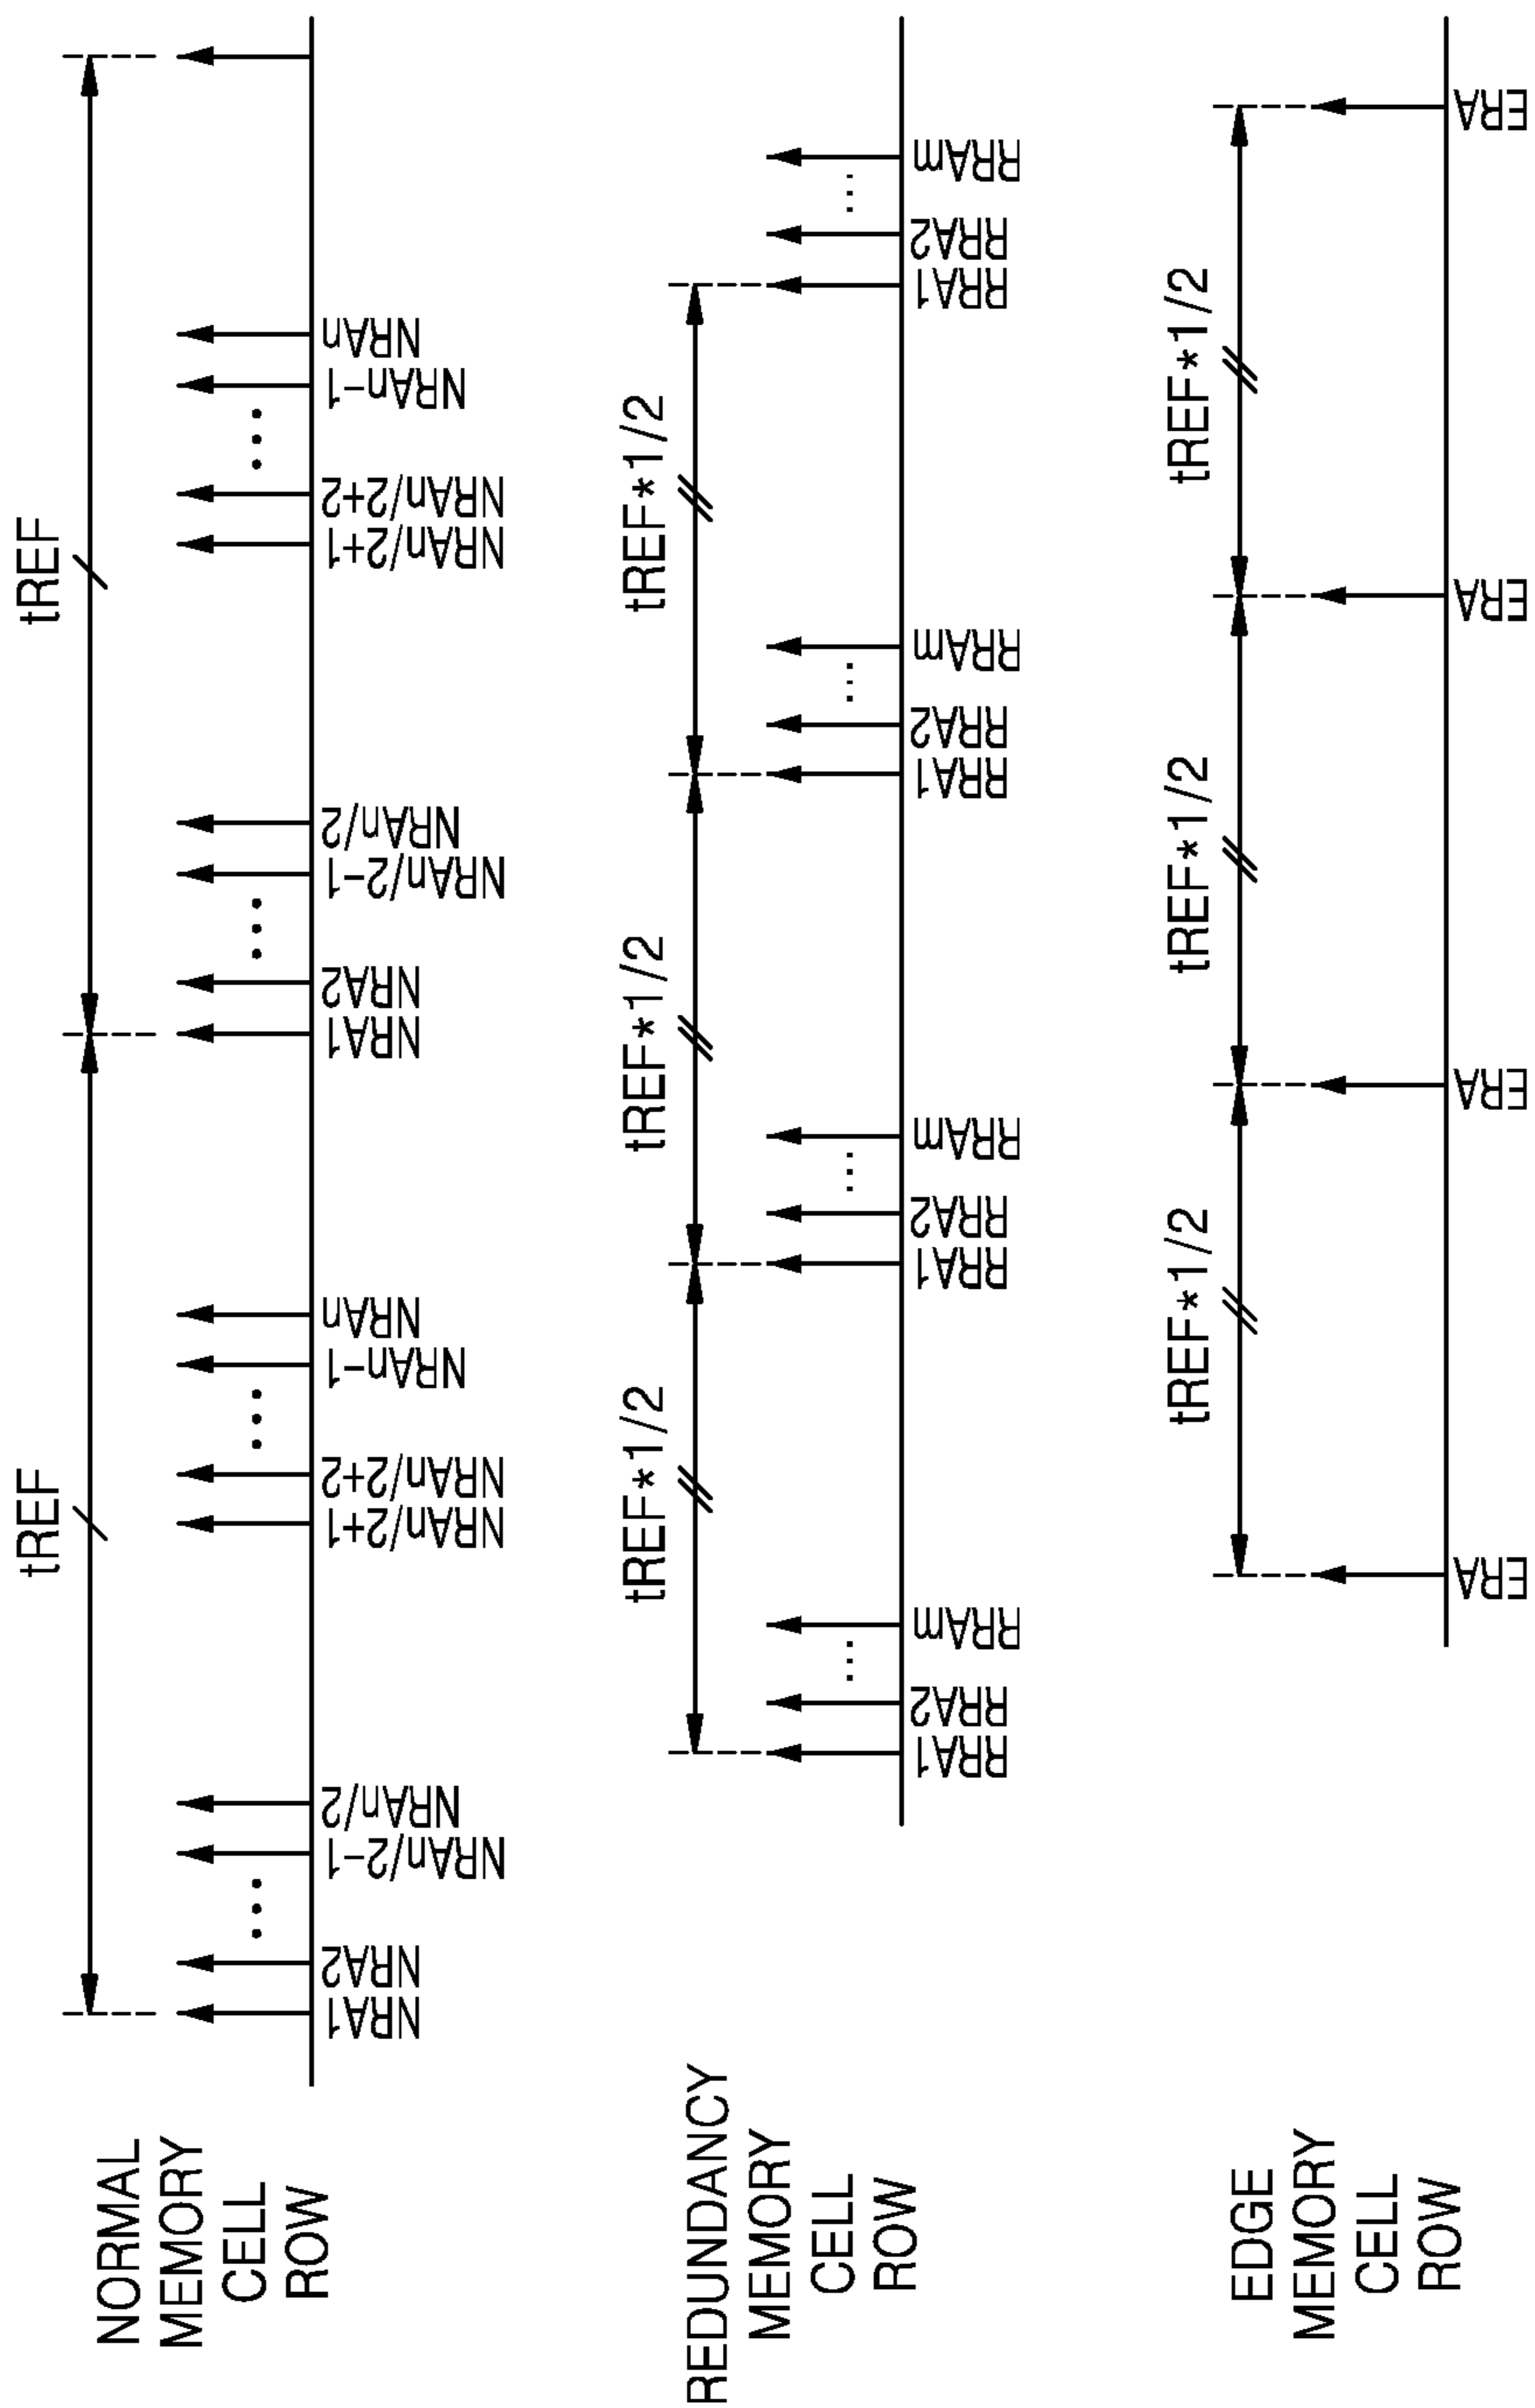 NORMAL
MEMORY
CELL
ROW
tREF
tREF
NRA1
NRA2
...
NRAn/2-1
NRAn/2
NRAn/2+1
NRAn/2+2
...
NRAn-1
NRAn
NRA1
NRA2
...
NRAn/2-1
NRAn/2
NRAn/2+1
NRAn/2+2
...
NRAn-1
NRAn
REDUNDANCY
MEMORY
CELL
ROW
tREF*1/2
tREF*1/2
tREF*1/2
RRA1
RRA2
...
RRAm
RRA1
RRA2
...
RRAm
RRA1
RRA2
...
RRAm
RRA1
RRA2
...
RRAm
EDGE
MEMORY
CELL
ROW
tREF*1/2
tREF*1/2
tREF*1/2
ERA
ERA
ERA
ERA